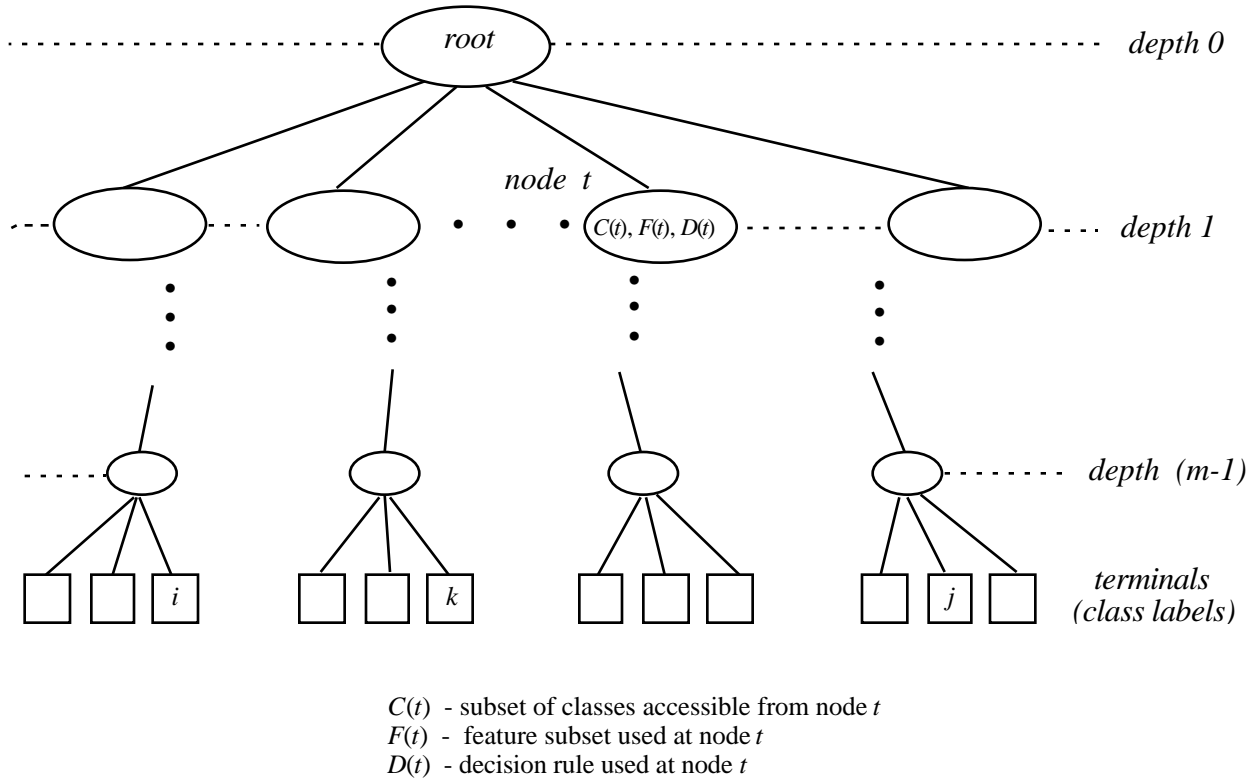 root
depth 0
node t
C(t), F(t), D(t)
depth 1
depth (m-1)
i
k
j
terminals
(class labels)
C(t) - subset of classes accessible from node t
F(t) - feature subset used at node t
D(t) - decision rule used at node t